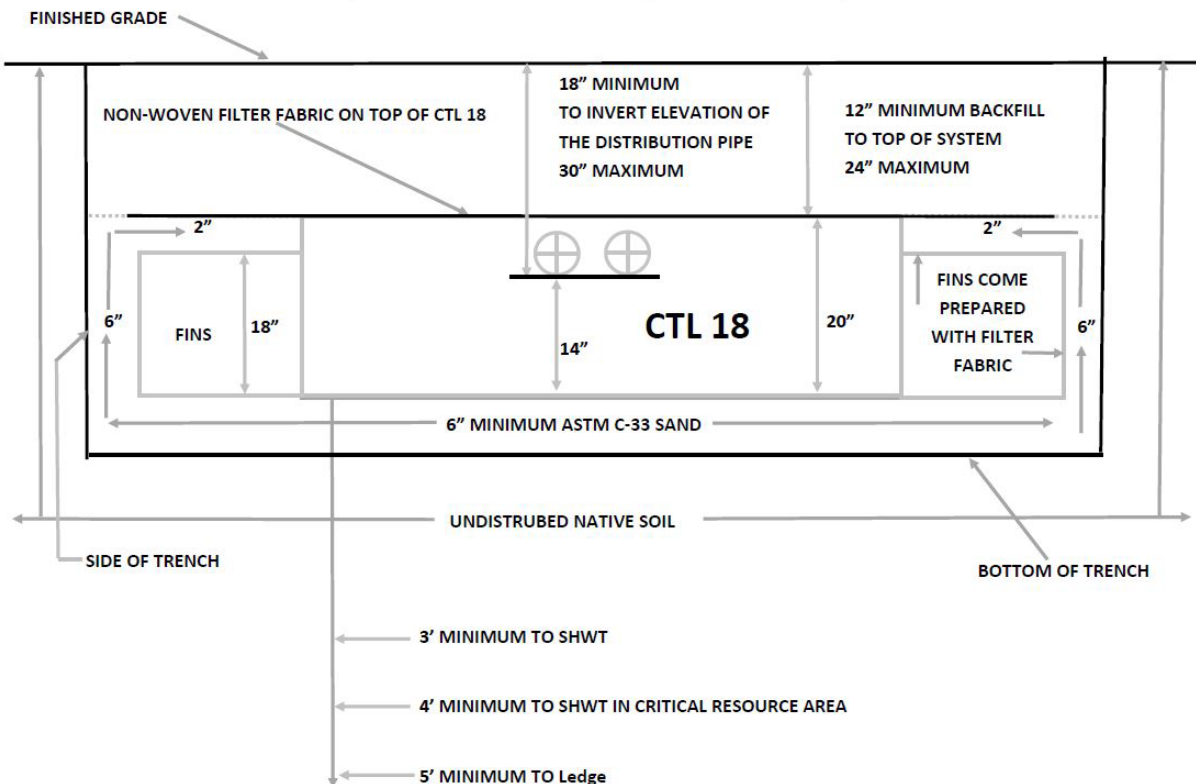 FINISHED GRADE
NON-WOVEN FILTER FABRIC ON TOP OF CTL 18
18” MINIMUM
TO INVERT ELEVATION OF
THE DISTRIBUTION PIPE
30” MAXIMUM
12” MINIMUM BACKFILL
TO TOP OF SYSTEM
24” MAXIMUM
2”
2”
6”
FINS
18”
14”
CTL 18
20”
FINS COME
PREPARED
WITH FILTER
FABRIC
6”
6” MINIMUM ASTM C-33 SAND
UNDISTRUBED NATIVE SOIL
SIDE OF TRENCH
BOTTOM OF TRENCH
3’ MINIMUM TO SHWT
4’ MINIMUM TO SHWT IN CRITICAL RESOURCE AREA
5’ MINIMUM TO Ledge